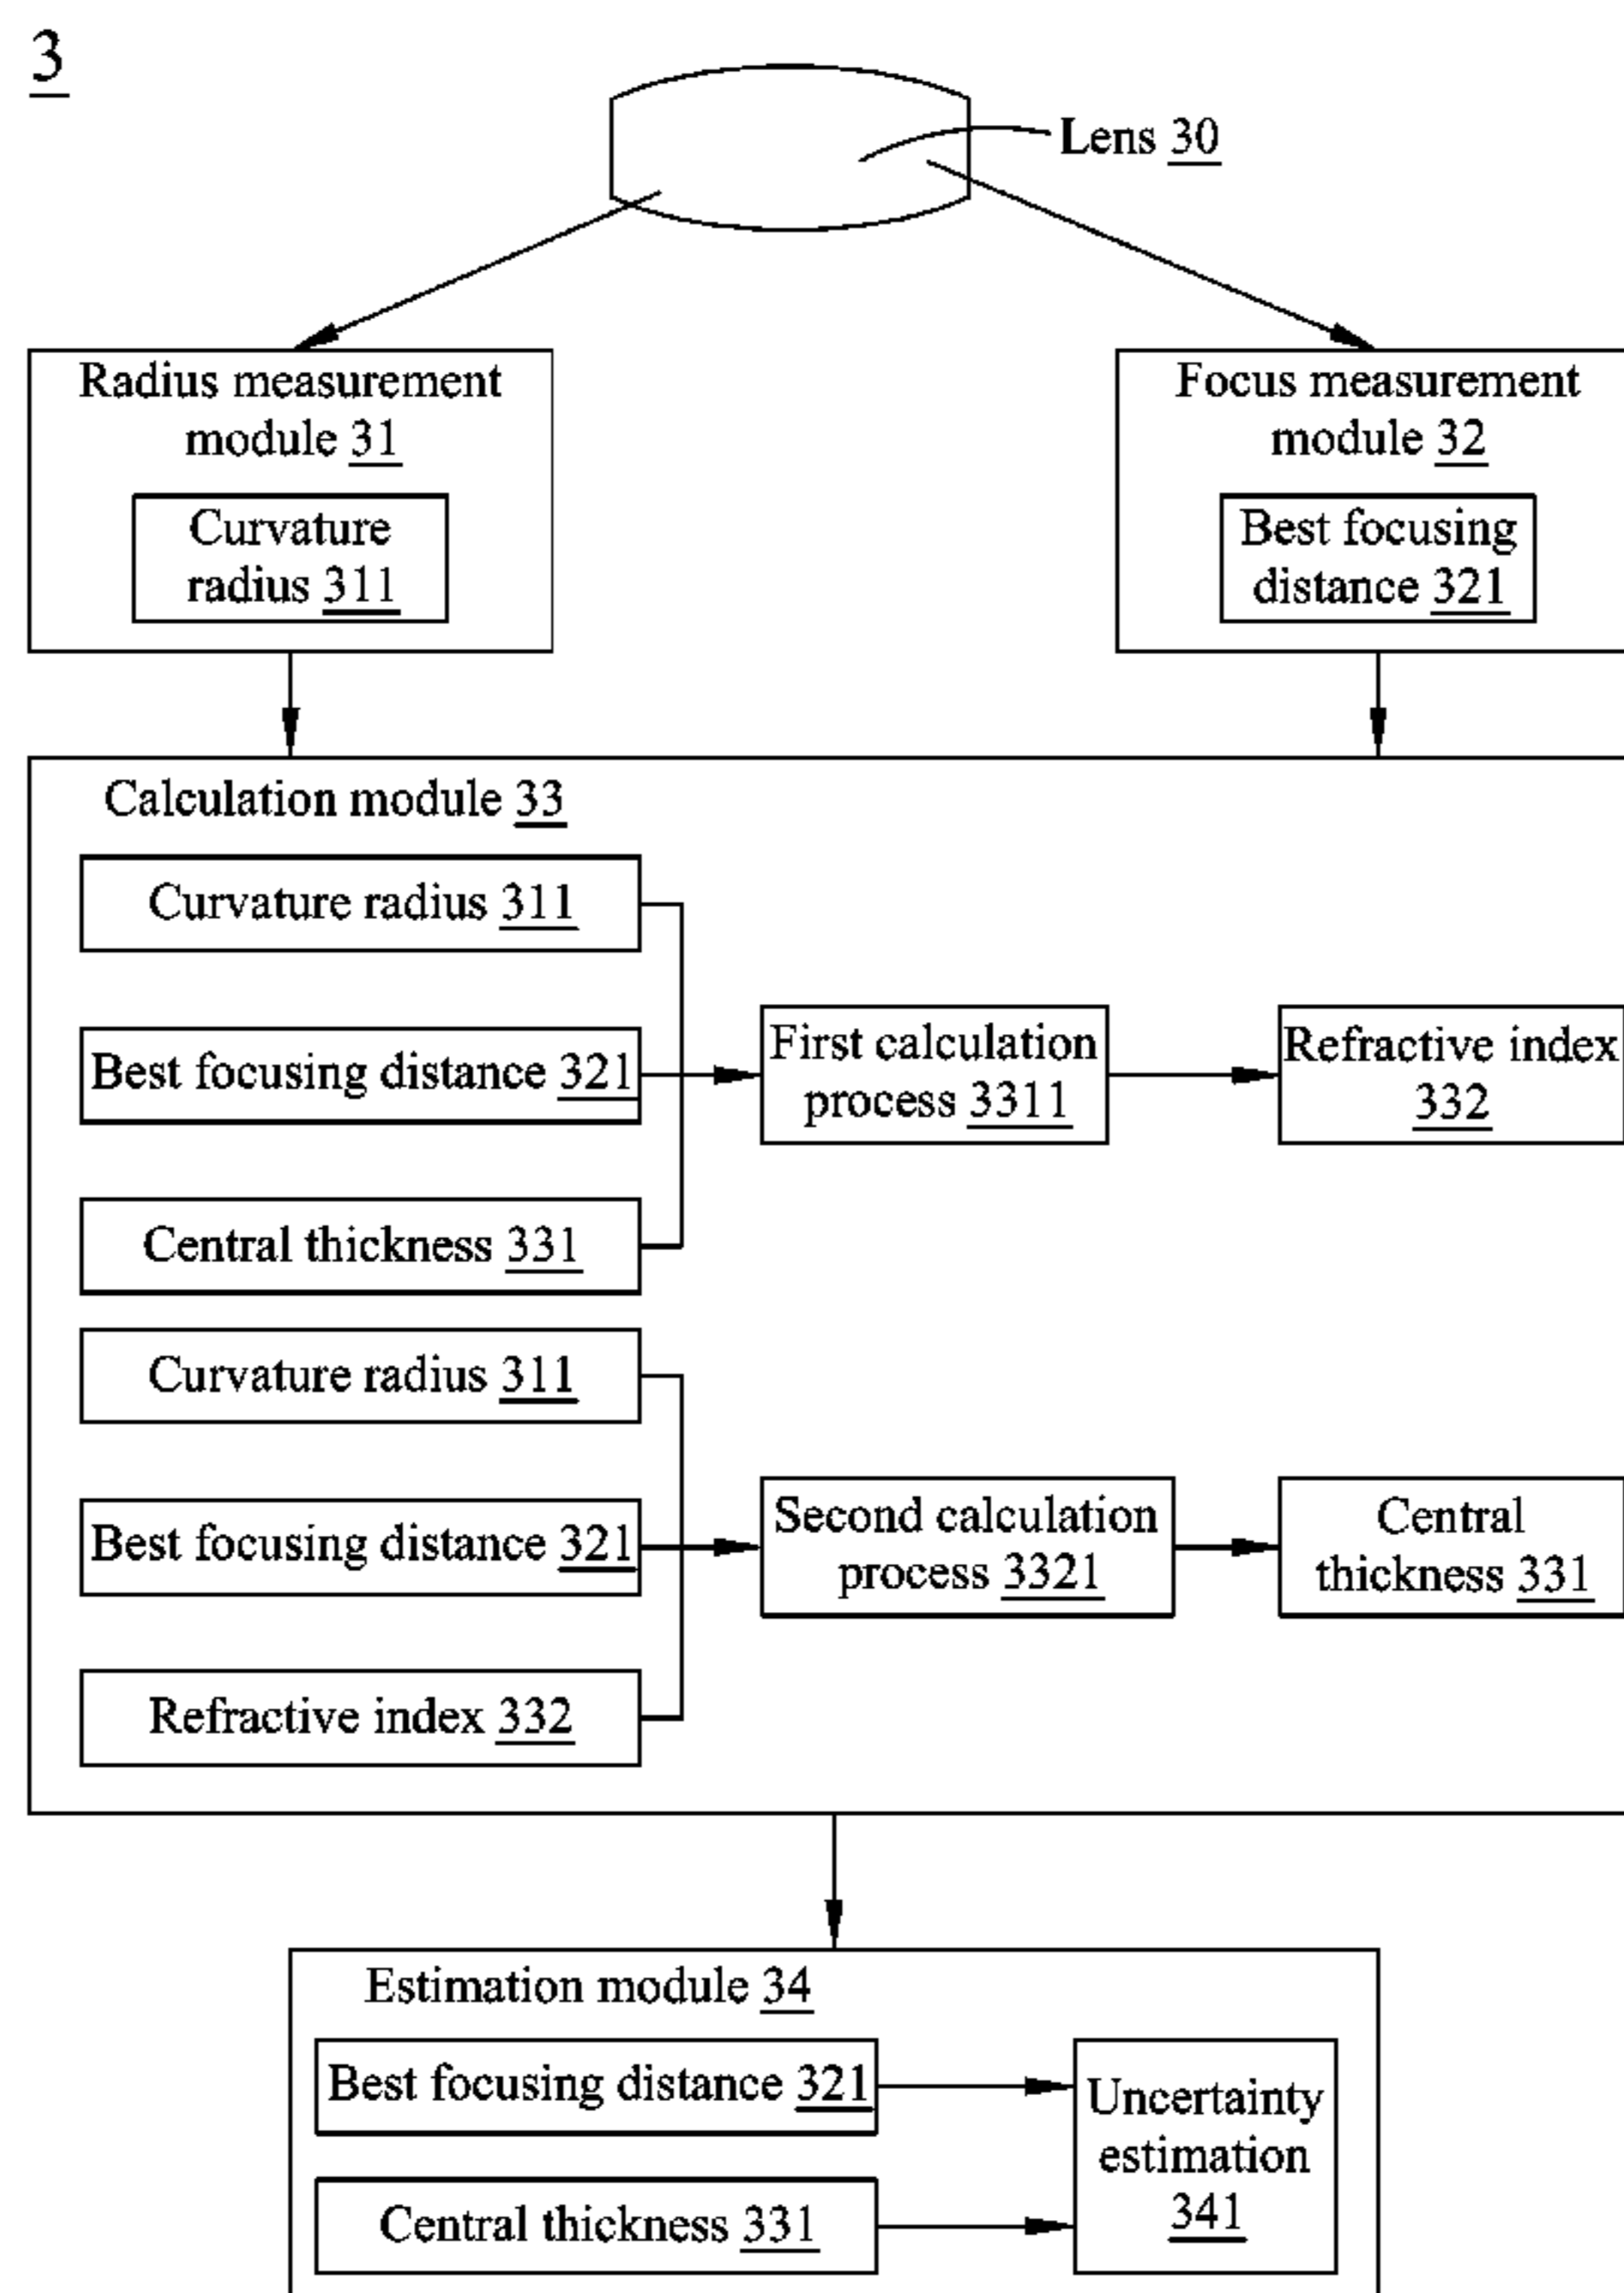 3
Lens 30
Radius measurement
module 31
Curvature
radius 311
Focus measurement
module 32
Best focusing
distance 321
Calculation module 33
Curvature radius 311
Best focusing distance 321
Central thickness 331
First calculation
process 3311
Refractive index
332
Curvature radius 311
Best focusing distance 321
Refractive index 332
Second calculation
process 3321
Central
thickness 331
Estimation module 34
Best focusing distance 321
Central thickness 331
Uncertainty
estimation
341